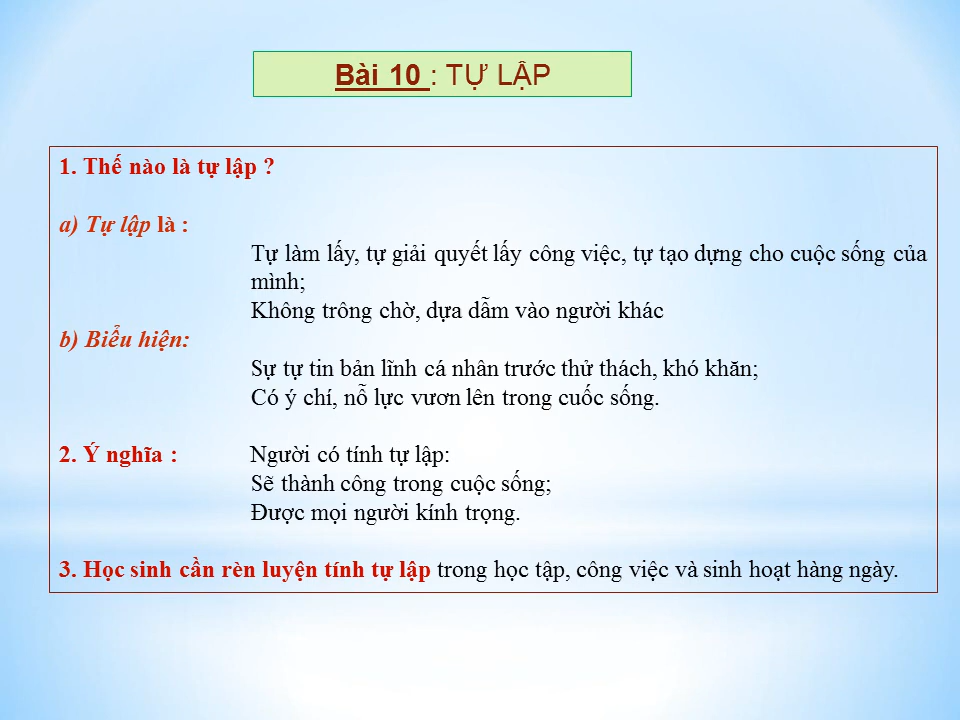 Bài 10 : TỰ LẬP
1. Thế nào là tự lập ?
a) Tự lập là :
Tự làm lấy, tự giải quyết lấy công việc, tự tạo dựng cho cuộc sống của
mình;
Không trông chờ, dựa dẫm vào người khác
b) Biểu hiện:
Sự tự tin bản lĩnh cá nhân trước thử thách, khó khăn;
Có ý chí, nỗ lực vươn lên trong cuốc sống.
2. Ý nghĩa : Người có tính tự lập:
Sẽ thành công trong cuộc sống;
Được mọi người kính trọng.
3. Học sinh cần rèn luyện tính tự lập trong học tập, công việc và sinh hoạt hàng ngày.